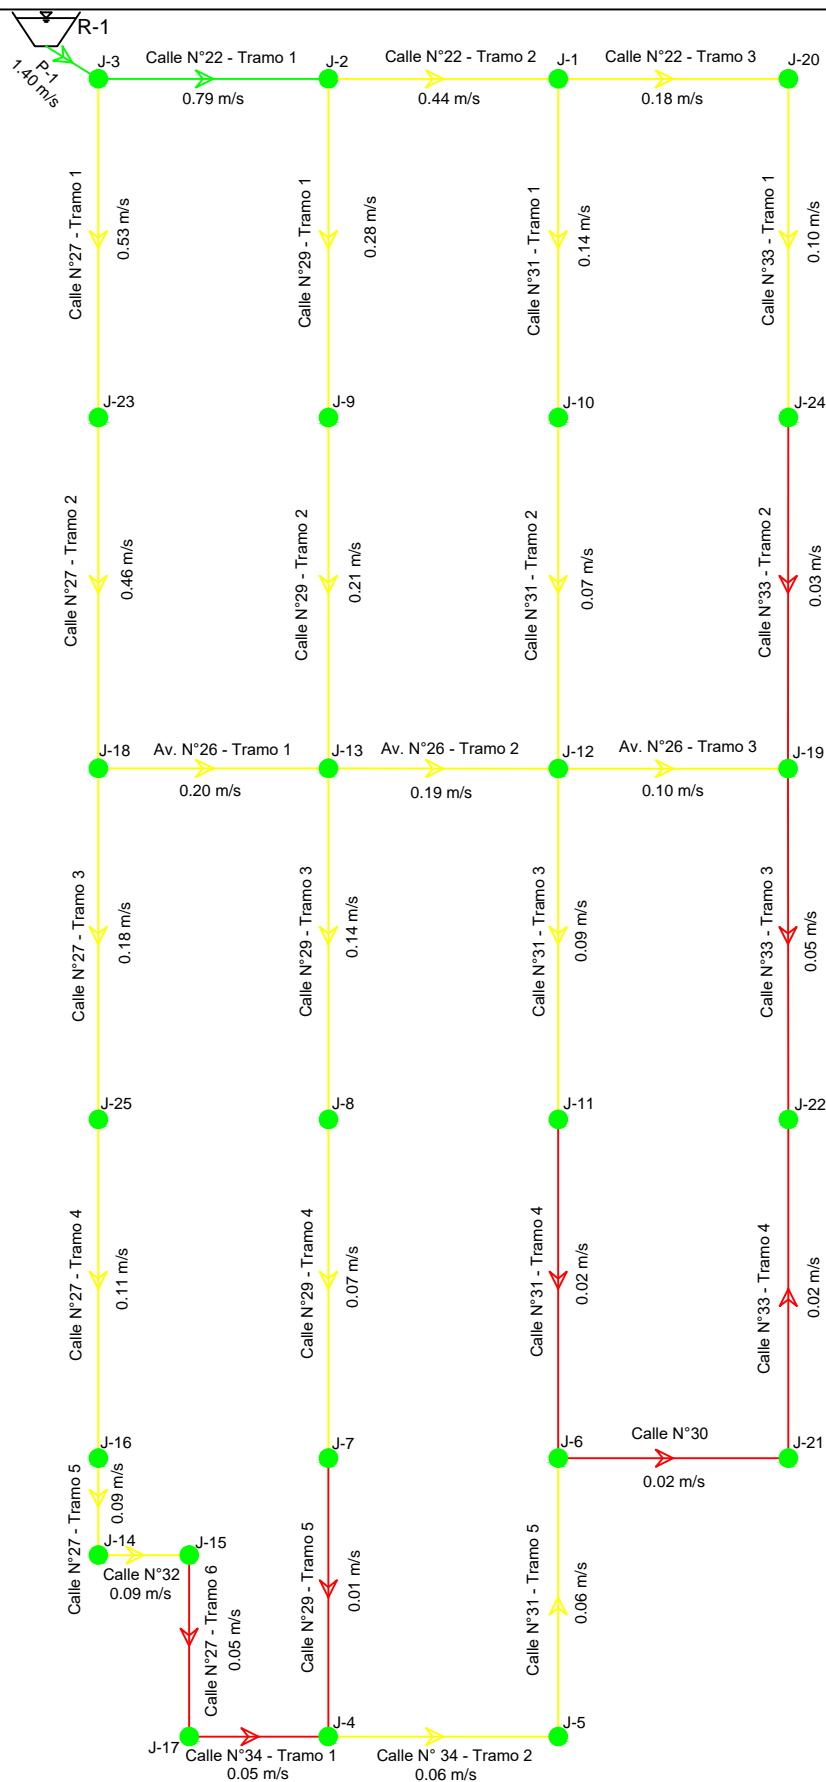 R-1
P-1
1.40 m/s
J-3
Calle N°22 - Tramo 1
0.79 m/s
J-2
Calle N°22 - Tramo 2
0.44 m/s
J-1
Calle N°22 - Tramo 3
0.18 m/s
J-20
Calle N°27 - Tramo 1
0.53 m/s
Calle N°29 - Tramo 1
0.28 m/s
Calle N°31 - Tramo 1
0.14 m/s
Calle N°33 - Tramo 1
0.10 m/s
J-23
J-9
J-10
J-24
Calle N°27 - Tramo 2
0.46 m/s
Calle N°29 - Tramo 2
0.21 m/s
Calle N°31 - Tramo 2
0.07 m/s
Calle N°33 - Tramo 2
0.03 m/s
J-18
Av. N°26 - Tramo 1
0.20 m/s
J-13
Av. N°26 - Tramo 2
0.19 m/s
J-12
Av. N°26 - Tramo 3
0.10 m/s
J-19
Calle N°27 - Tramo 3
0.18 m/s
Calle N°29 - Tramo 3
0.14 m/s
Calle N°31 - Tramo 3
0.09 m/s
Calle N°33 - Tramo 3
0.05 m/s
J-25
J-8
J-11
J-22
Calle N°27 - Tramo 4
0.11 m/s
Calle N°29 - Tramo 4
0.07 m/s
Calle N°31 - Tramo 4
0.02 m/s
Calle N°33 - Tramo 4
0.02 m/s
J-16
J-7
J-6
Calle N°30
0.02 m/s
J-21
Calle N°27 - Tramo 5
0.09 m/s
J-14
Calle N°32
0.09 m/s
J-15
Calle N°27 - Tramo 6
0.05 m/s
Calle N°29 - Tramo 5
0.01 m/s
Calle N°31 - Tramo 5
0.06 m/s
J-17
Calle N°34 - Tramo 1
0.05 m/s
J-4
Calle N° 34 - Tramo 2
0.06 m/s
J-5